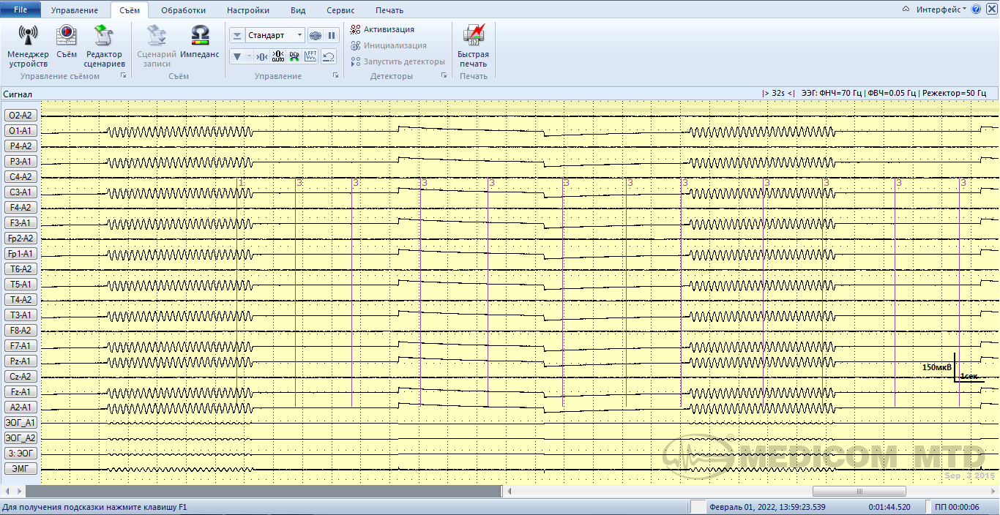 File Управление Съём Обработки Настройки Вид Сервис Печать Интерфейс
Менеджер устройств
Съём
Редактор сценариев
Управление съёмом
Сценарий записи
Импеданс
Съём
Стандарт
Управление
Активизация
Инициализация
Запустить детекторы
Детекторы
Быстрая печать
Печать
Сигнал |> 32s <| ЭЭГ: ФНЧ=70 Гц | ФВЧ=0.05 Гц | Режектор=50 Гц
O2-A2
O1-A1
P4-A2
P3-A1
C4-A2
1 3 3 3 3 3 3 3 3 3 3 3
C3-A1
F4-A2
F3-A1
Fp2-A2
Fp1-A1
T6-A2
T5-A1
T4-A2
T3-A1
F8-A2
F7-A1
Pz-A1
150мкВ
Cz-A2
1сек
Fz-A1
A2-A1
ЭОГ_A1
ЭОГ_A2
3: ЭОГ
ЭМГ
MEDICOM MTD
Sep 3 2015
Для получения подсказки нажмите клавишу F1 Февраль 01, 2022, 13:59:23.539 0:01:44.520 ПП 00:00:06